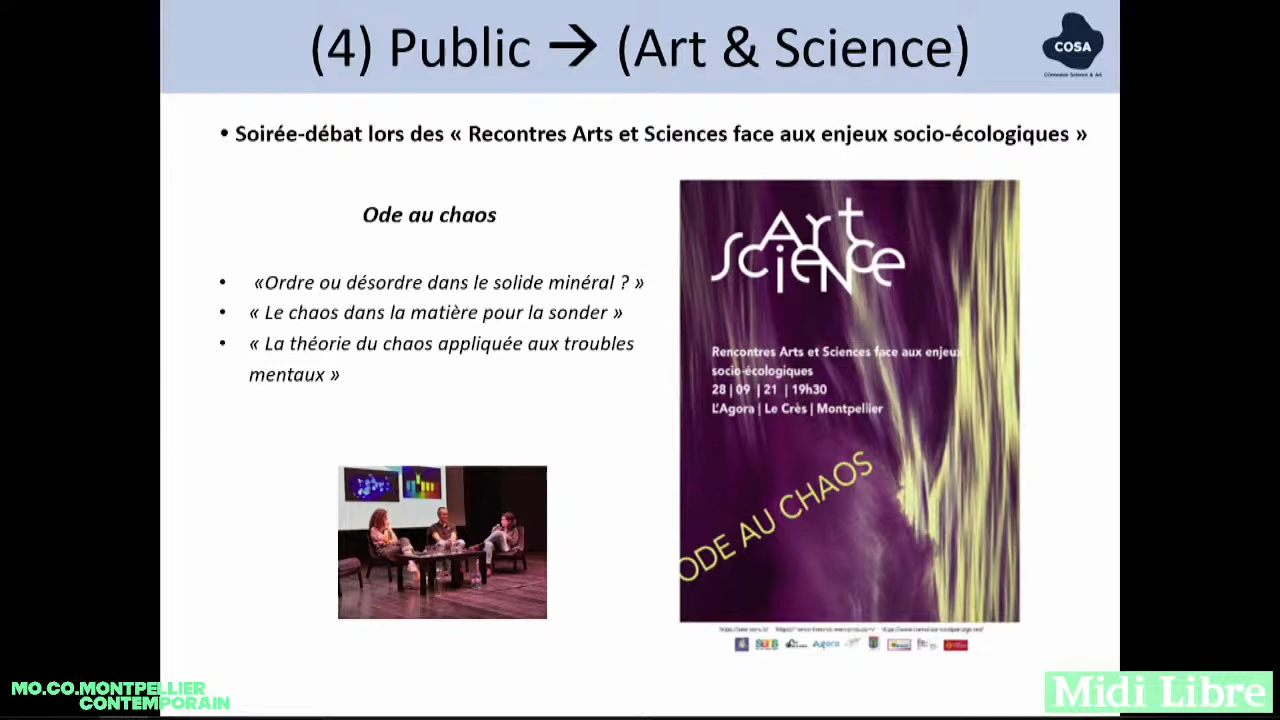 (4) Public → (Art & Science)
COSA
COnnexion Science & Art
• Soirée-débat lors des « Recontres Arts et Sciences face aux enjeux socio-écologiques »
Ode au chaos
• «Ordre ou désordre dans le solide minéral ? »
• « Le chaos dans la matière pour la sonder »
• « La théorie du chaos appliquée aux troubles
mentaux »
Art
Science
Rencontres Arts et Sciences face aux enjeux
socio-écologiques
28 | 09 | 21 | 19h30
L'Agora | Le Crès | Montpellier
ODE AU CHAOS
Agora
MO.CO.MONTPELLIER
CONTEMPORAIN
Midi Libre